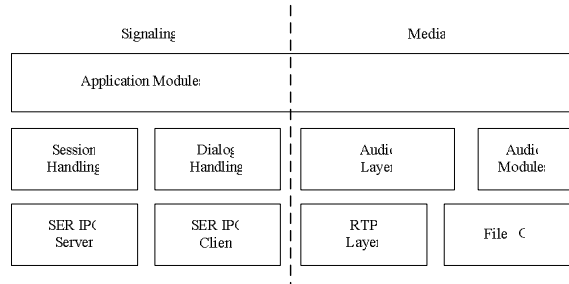 Signaling
Media
Application Modules
Session
Handling
Dialog
Handling
Audio
Layer
Audio
Modules
SER IPC
Server
SER IPC
Client
RTP
Layer
File